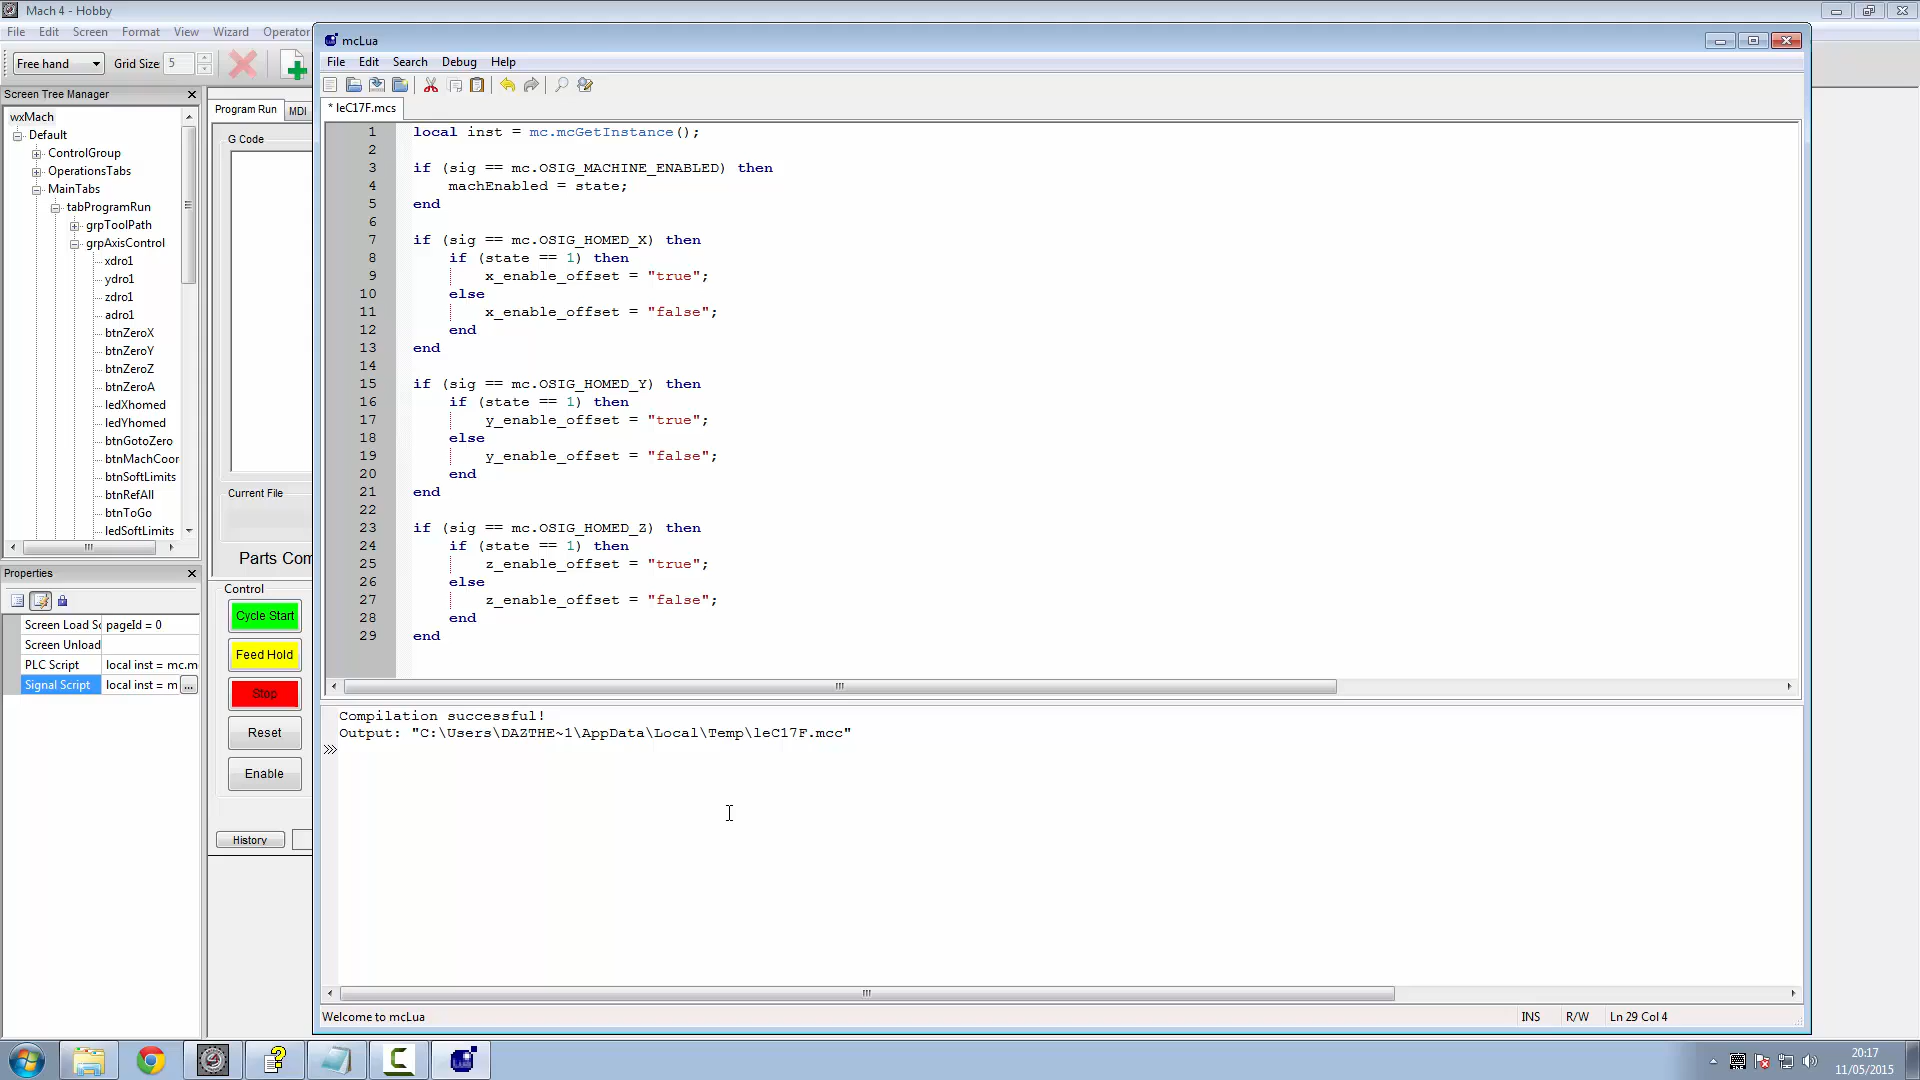 Mach 4 - Hobby
File Edit Screen Format View Wizard Operator
Free hand Grid Size 5
Screen Tree Manager
wxMach
Default
ControlGroup
OperationsTabs
MainTabs
tabProgramRun
grpToolPath
grpAxisControl
xdro1
ydro1
zdro1
adro1
btnZeroX
btnZeroY
btnZeroZ
btnZeroA
ledXhomed
ledYhomed
btnGotoZero
btnMachCoor
btnSoftLimits
btnRefAll
btnToGo
ledSoftLimits
Properties
Screen Load Sc pageId = 0
Screen Unload
PLC Script local inst = mc.m
Signal Script local inst = m ...
Program Run MDI
G Code
Current File
Parts Com
Control
Cycle Start
Feed Hold
Stop
Reset
Enable
History
mcLua
File Edit Search Debug Help
* leC17F.mcs
1 local inst = mc.mcGetInstance();
2
3 if (sig == mc.OSIG_MACHINE_ENABLED) then
4 machEnabled = state;
5 end
6
7 if (sig == mc.OSIG_HOMED_X) then
8 if (state == 1) then
9 x_enable_offset = "true";
10 else
11 x_enable_offset = "false";
12 end
13 end
14
15 if (sig == mc.OSIG_HOMED_Y) then
16 if (state == 1) then
17 y_enable_offset = "true";
18 else
19 y_enable_offset = "false";
20 end
21 end
22
23 if (sig == mc.OSIG_HOMED_Z) then
24 if (state == 1) then
25 z_enable_offset = "true";
26 else
27 z_enable_offset = "false";
28 end
29 end
Compilation successful!
Output: "C:\Users\DAZTHE~1\AppData\Local\Temp\leC17F.mcc"
Welcome to mcLua INS R/W Ln 29 Col 4
20:17
11/05/2015